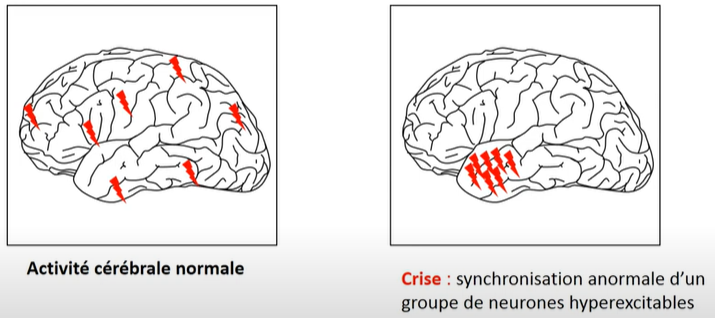 Activité cérébrale normale
Crise : synchronisation anormale d'un
groupe de neurones hyperexcitables